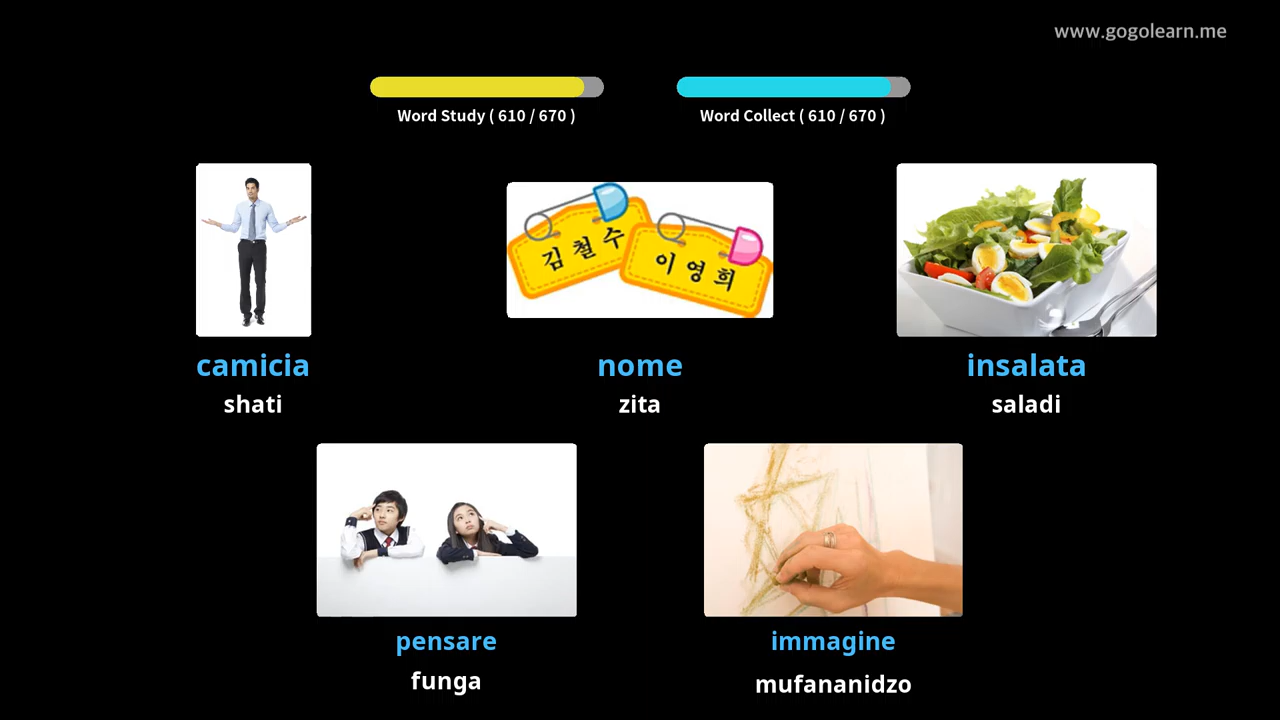 www.gogolearn.me
Word Study ( 610 / 670 )
Word Collect ( 610 / 670 )
김철수
이영희
camicia
nome
insalata
shati
zita
saladi
pensare
immagine
funga
mufananidzo